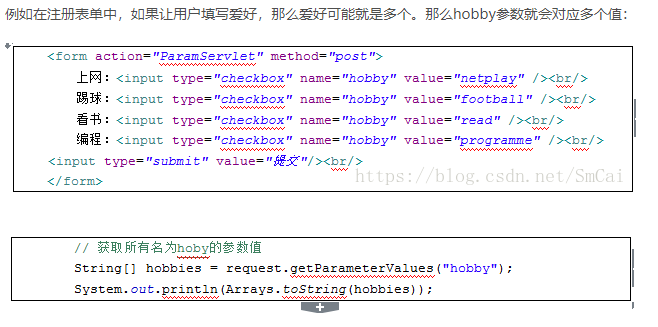 例如在注册表单中，如果让用户填写爱好，那么爱好可能就是多个。那么hobby参数就会对应多个值：
<form action="ParamServlet" method="post">
上网：<input type="checkbox" name="hobby" value="netplay" /><br/>
踢球：<input type="checkbox" name="hobby" value="football" /><br/>
看书：<input type="checkbox" name="hobby" value="read" /><br/>
编程：<input type="checkbox" name="hobby" value="programme" /><br/>
<input type="submit" value="提交"/><br/>
</form>
https://blog.csdn.net/SmCai
// 获取所有名为hoby的参数值
String[] hobbies = request.getParameterValues("hobby");
System.out.println(Arrays.toString(hobbies));